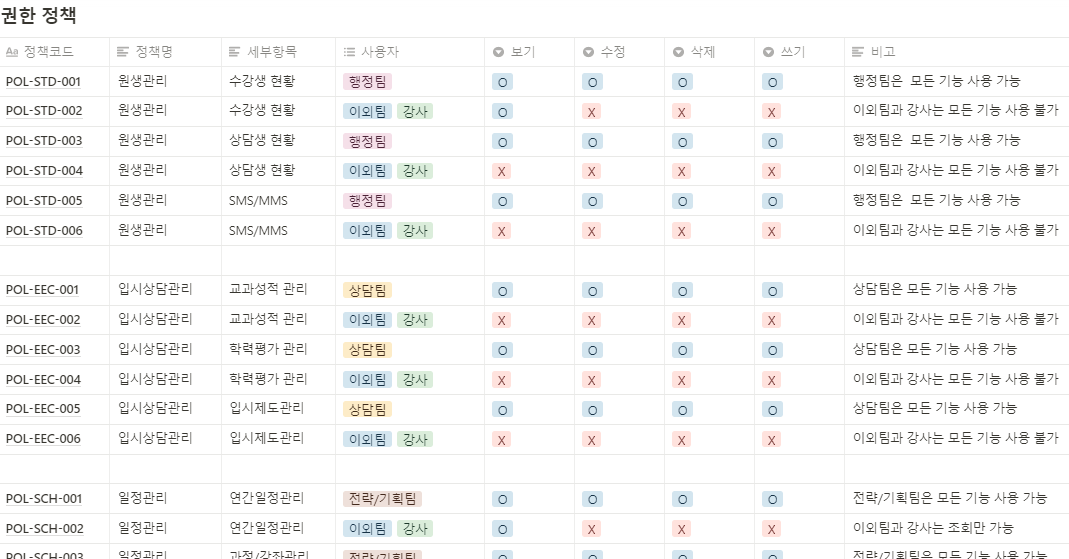 권한 정책
Aa 정책코드 정책명 세부항목 사용자 보기 수정 삭제 쓰기 비고
POL-STD-001 원생관리 수강생 현황 행정팀 O O O O 행정팀은 모든 기능 사용 가능
POL-STD-002 원생관리 수강생 현황 이외팀 강사 O X X X 이외팀과 강사는 모든 기능 사용 불가
POL-STD-003 원생관리 상담생 현황 행정팀 O O O O 행정팀은 모든 기능 사용 가능
POL-STD-004 원생관리 상담생 현황 이외팀 강사 X X X X 이외팀과 강사는 모든 기능 사용 불가
POL-STD-005 원생관리 SMS/MMS 행정팀 O O O O 행정팀은 모든 기능 사용 가능
POL-STD-006 원생관리 SMS/MMS 이외팀 강사 X X X X 이외팀과 강사는 모든 기능 사용 불가
POL-EEC-001 입시상담관리 교과성적 관리 상담팀 O O O O 상담팀은 모든 기능 사용 가능
POL-EEC-002 입시상담관리 교과성적 관리 이외팀 강사 X X X X 이외팀과 강사는 모든 기능 사용 불가
POL-EEC-003 입시상담관리 학력평가 관리 상담팀 O O O O 상담팀은 모든 기능 사용 가능
POL-EEC-004 입시상담관리 학력평가 관리 이외팀 강사 X X X X 이외팀과 강사는 모든 기능 사용 불가
POL-EEC-005 입시상담관리 입시제도관리 상담팀 O O O O 상담팀은 모든 기능 사용 가능
POL-EEC-006 입시상담관리 입시제도관리 이외팀 강사 X X X X 이외팀과 강사는 모든 기능 사용 불가
POL-SCH-001 일정관리 연간일정관리 전략/기획팀 O O O O 전략/기획팀은 모든 기능 사용 가능
POL-SCH-002 일정관리 연간일정관리 이외팀 강사 O X X X 이외팀과 강사는 조회만 가능
POL-SCH-003 일정관리 과정/강좌관리 전략/기획팀 O O O O 전략/기획팀은 모든 기능 사용 가능